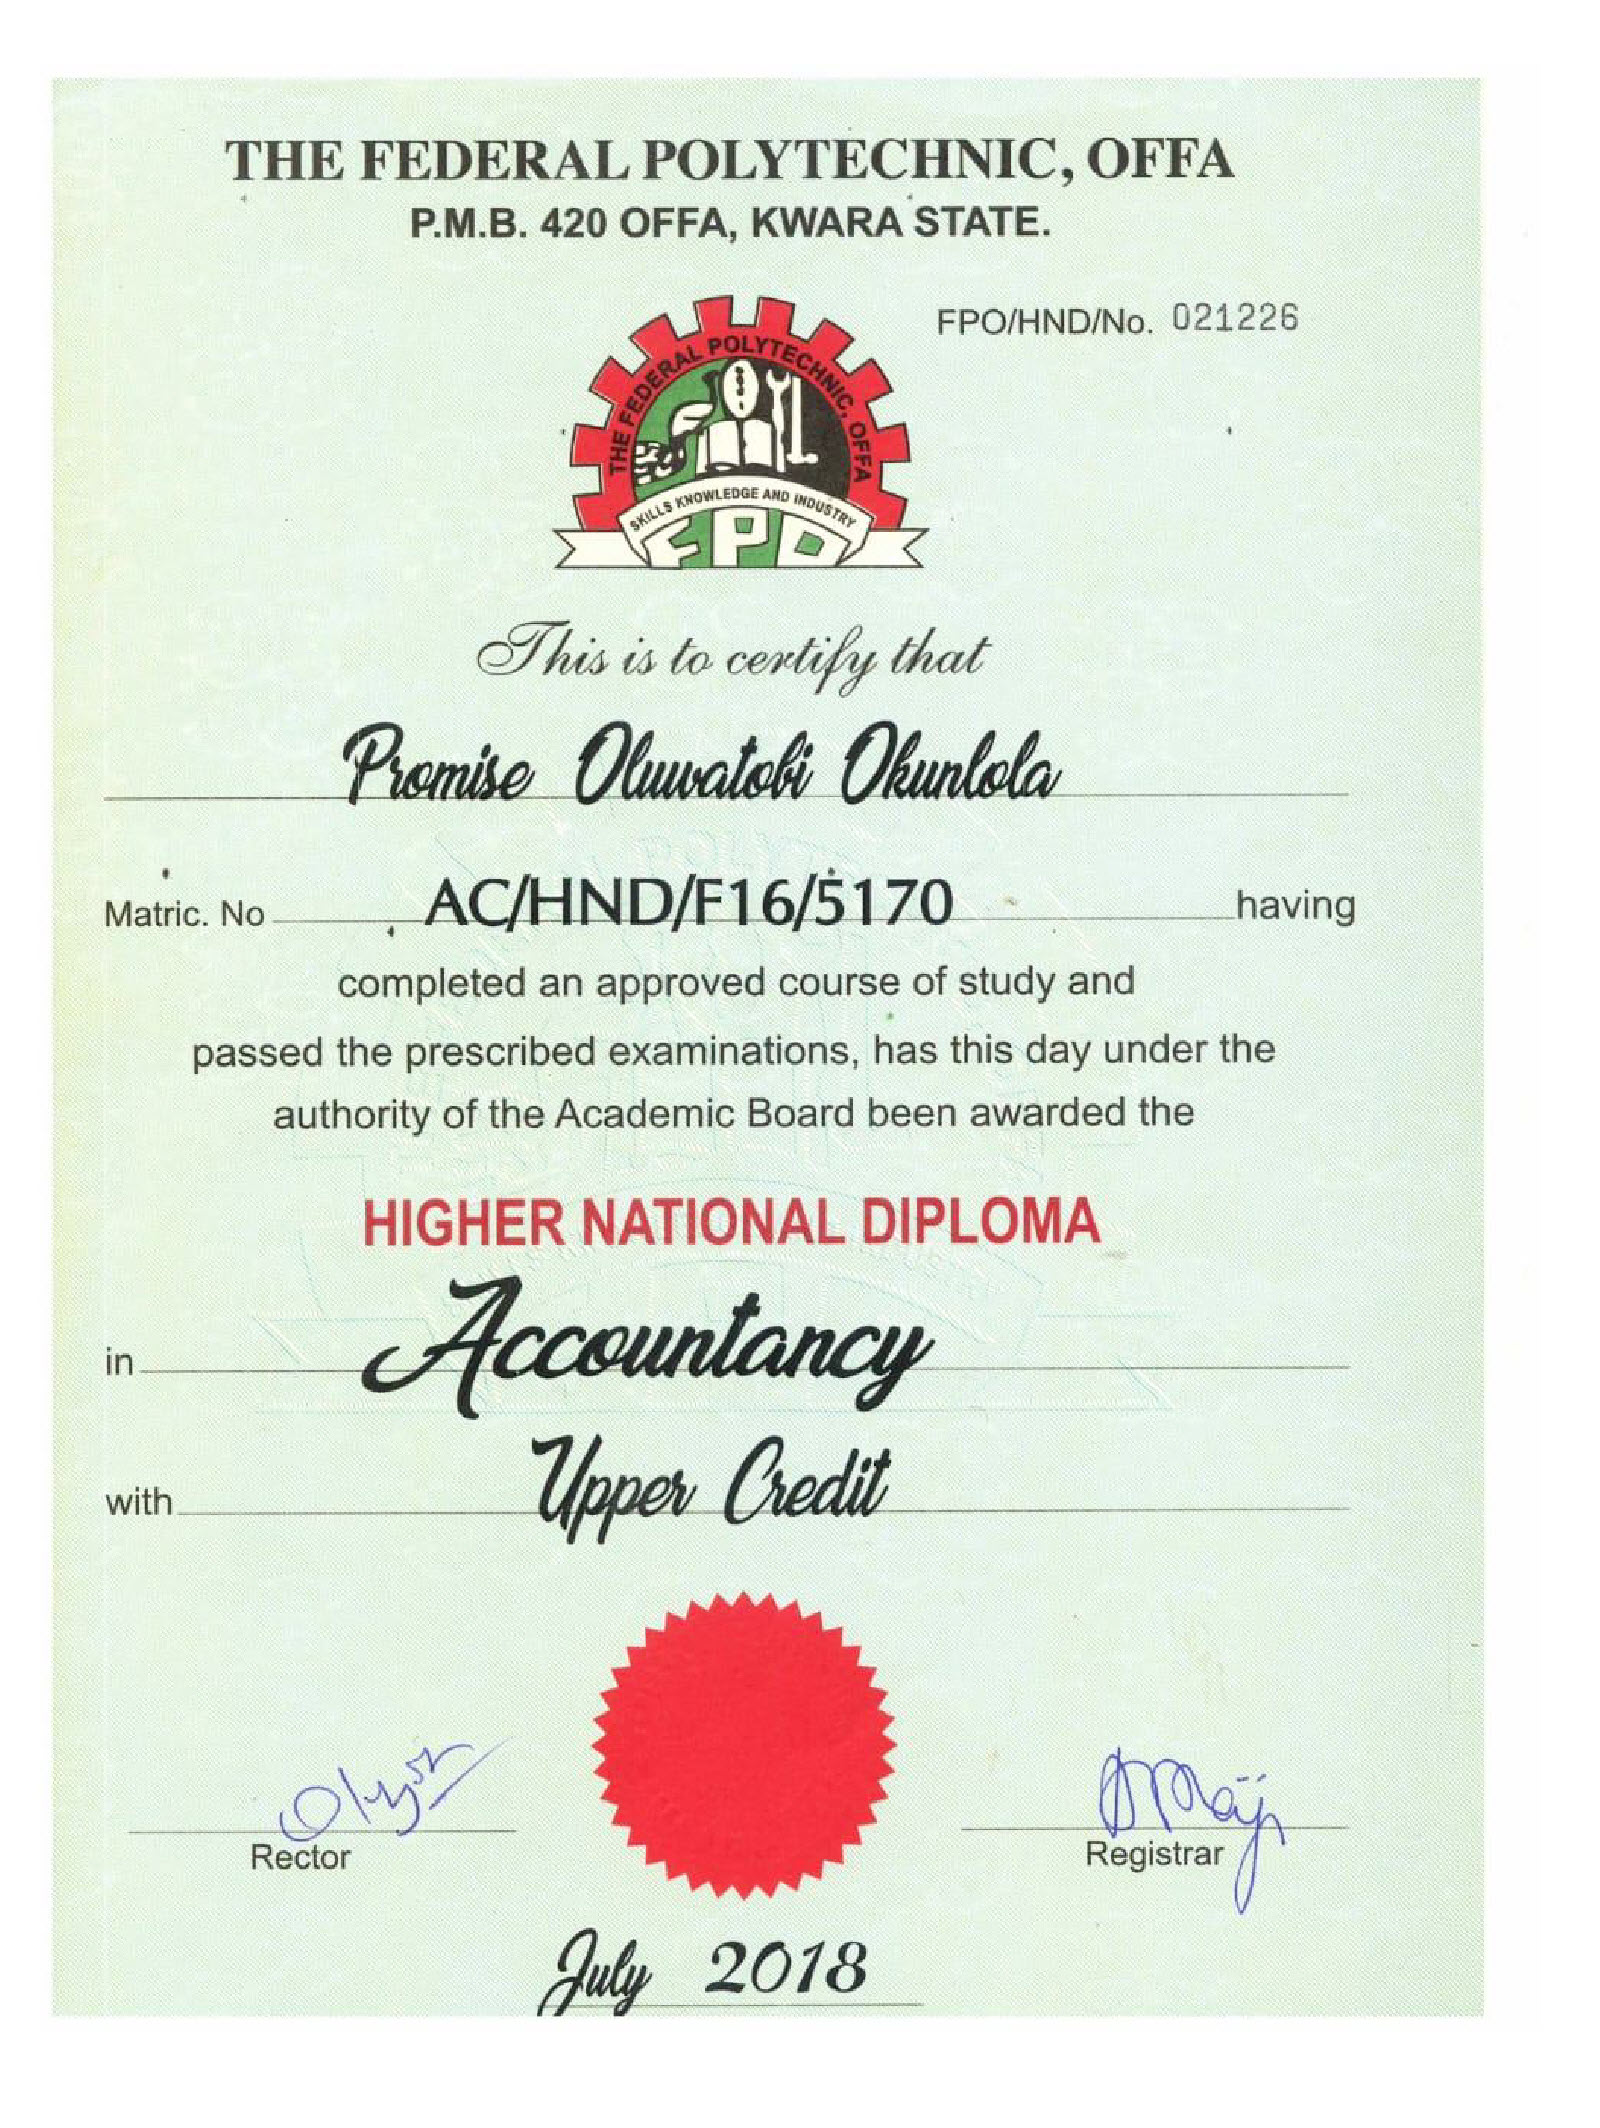 THE FEDERAL POLYTECHNIC, OFFA
P.M.B. 420 OFFA, KWARA STATE.
FPO/HND/No. 021226
THE FEDERAL POLYTECHNIC, OFFA
SKILLS KNOWLEDGE AND INDUSTRY
FPO
This is to certify that
Promise Oluwatobi Okunlola
Matric. No AC/HND/F16/5170 having
completed an approved course of study and
passed the prescribed examinations, has this day under the
authority of the Academic Board been awarded the
HIGHER NATIONAL DIPLOMA
in Accountancy
with Upper Credit
Rector
Registrar
July 2018